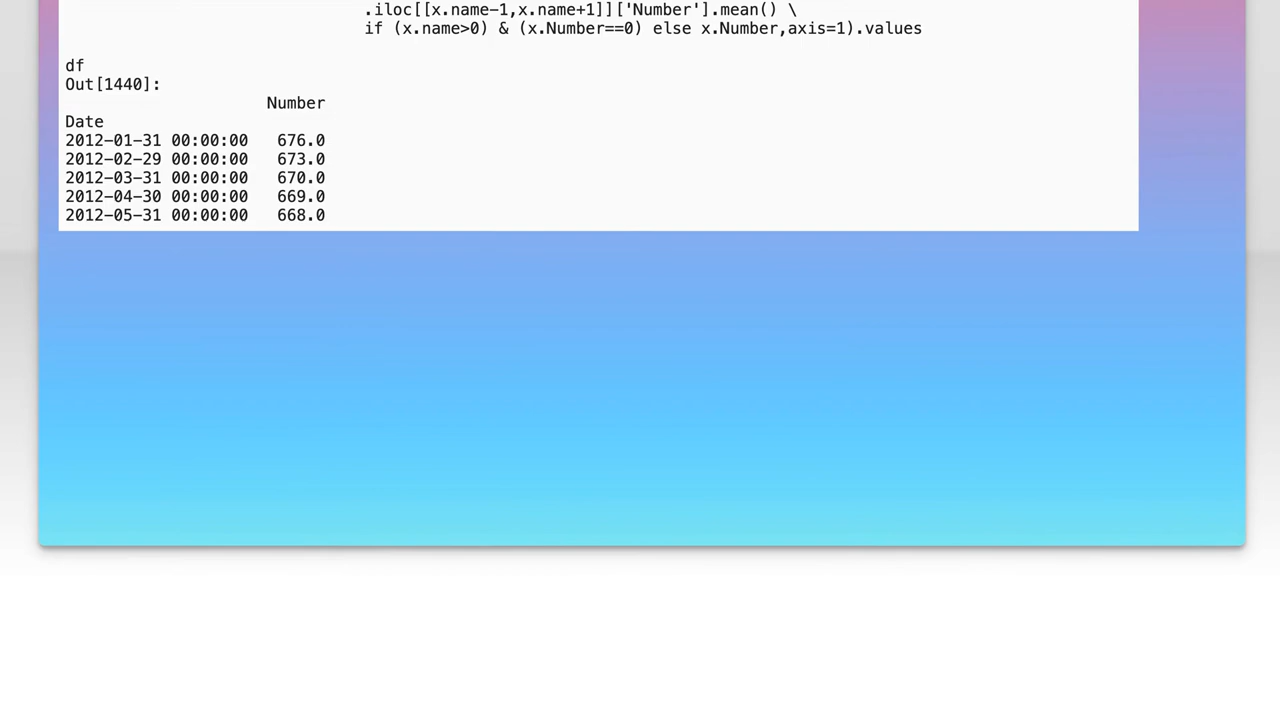 .iloc[[x.name-1,x.name+1]]['Number'].mean() \
if (x.name>0) & (x.Number==0) else x.Number,axis=1).values
df
Out[1440]:
Number
Date
2012-01-31 00:00:00 676.0
2012-02-29 00:00:00 673.0
2012-03-31 00:00:00 670.0
2012-04-30 00:00:00 669.0
2012-05-31 00:00:00 668.0